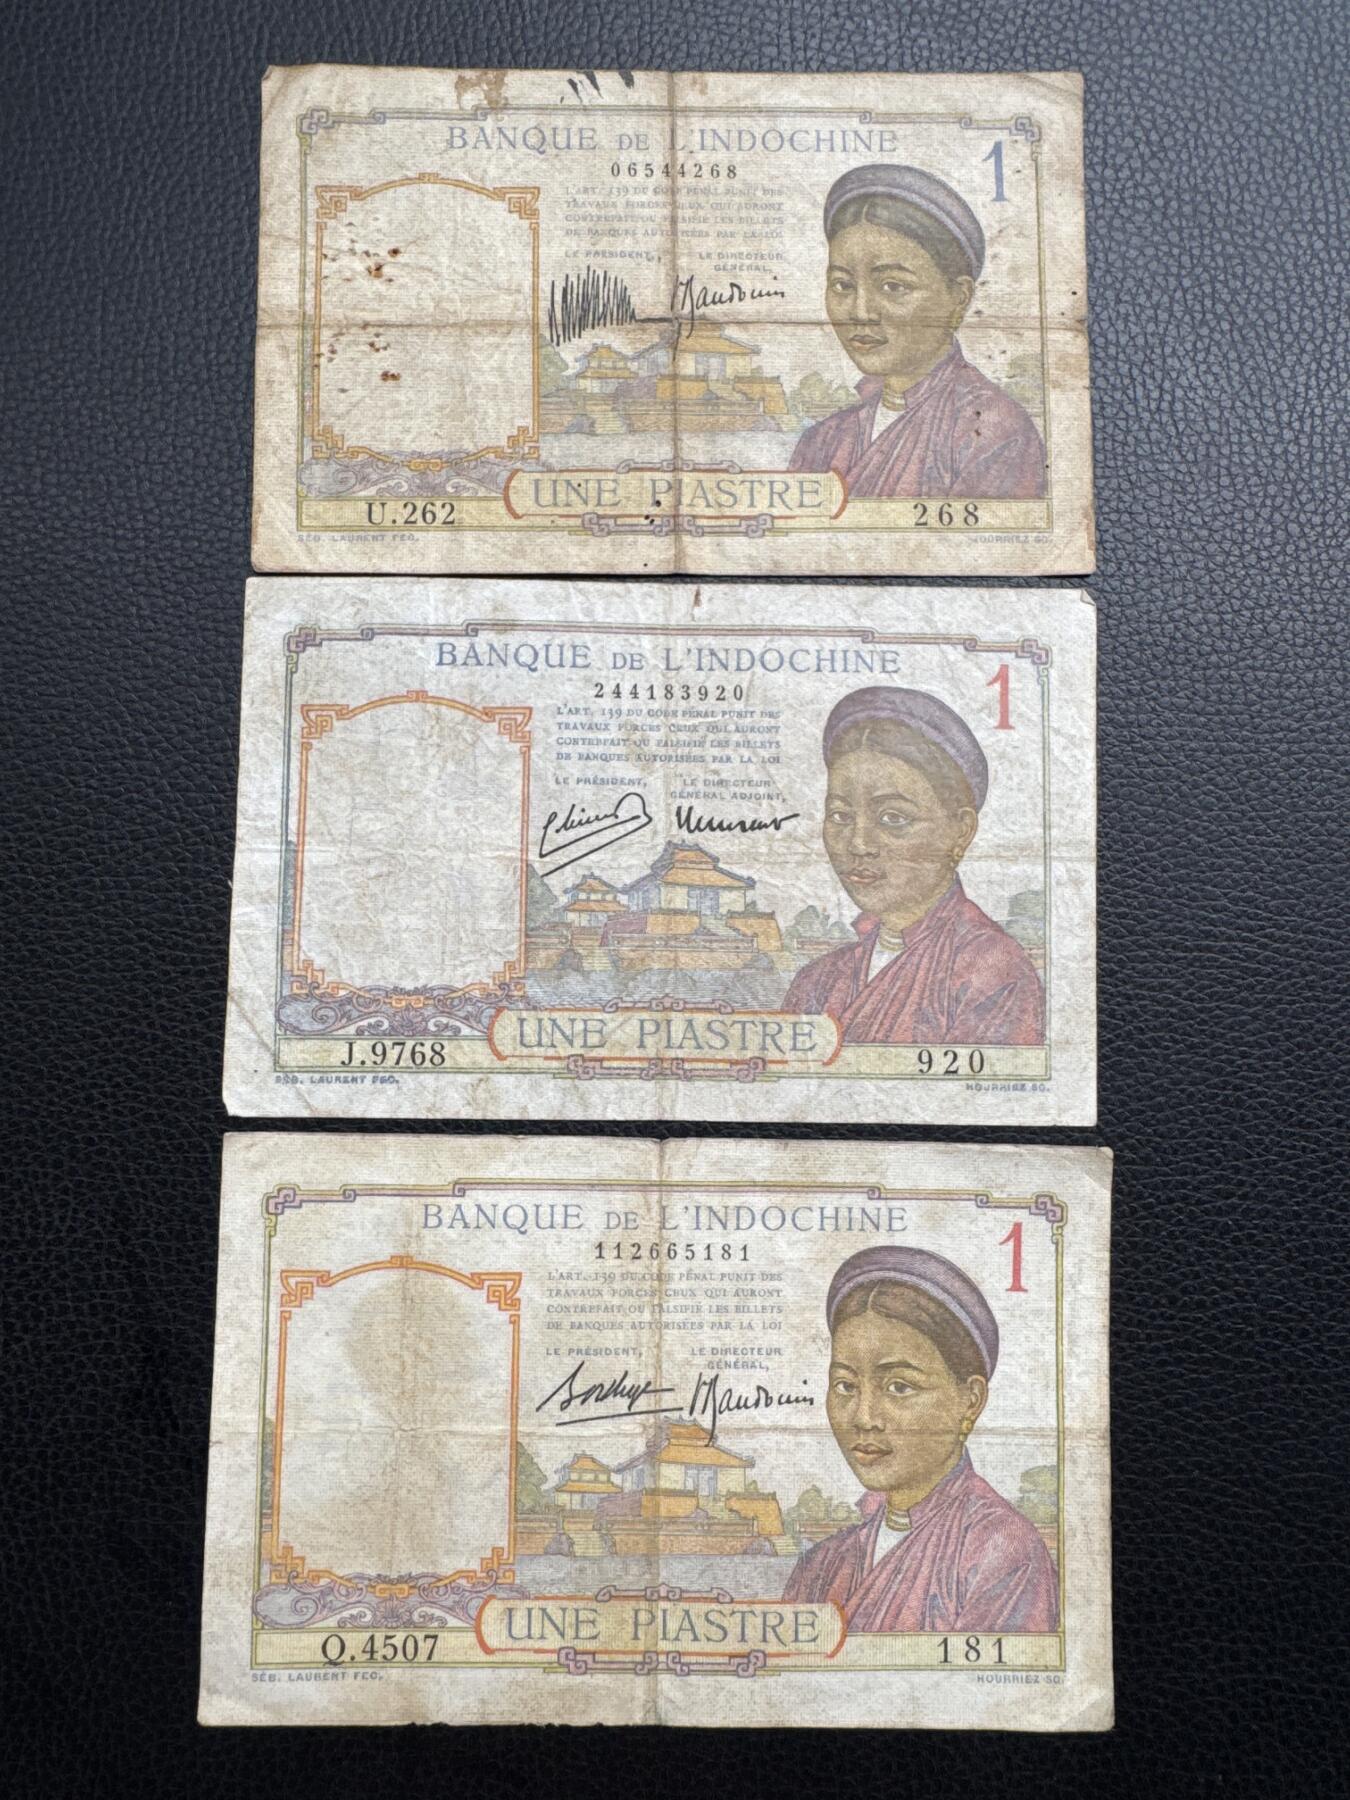 BANQUE DE L'INDOCHINE
1
06544268
L'ART. 139 DU CODE PÉNAL PUNIT DES
TRAVAUX FORCÉS CEUX QUI AURONT
CONTREFAIT OU FALSIFIÉ LES BILLETS
DE BANQUES AUTORISÉES PAR LA LOI
LE PRÉSIDENT, LE DIRECTEUR
GÉNÉRAL,
UNE PIASTRE
U.262 268
SÉB. LAURENT FEC. HOURRIEZ SC.
BANQUE DE L'INDOCHINE
1
244183920
L'ART. 139 DU CODE PÉNAL PUNIT DES
TRAVAUX FORCÉS CEUX QUI AURONT
CONTREFAIT OU FALSIFIÉ LES BILLETS
DE BANQUES AUTORISÉES PAR LA LOI
LE PRÉSIDENT, LE DIRECTEUR
GÉNÉRAL ADJOINT,
UNE PIASTRE
J.9768 920
SÉB. LAURENT FEC. HOURRIEZ SC.
BANQUE DE L'INDOCHINE
1
112665181
L'ART. 139 DU CODE PÉNAL PUNIT DES
TRAVAUX FORCÉS CEUX QUI AURONT
CONTREFAIT OU FALSIFIÉ LES BILLETS
DE BANQUES AUTORISÉES PAR LA LOI
LE PRÉSIDENT, LE DIRECTEUR
GÉNÉRAL,
UNE PIASTRE
Q.4507 181
SÉB. LAURENT FEC. HOURRIEZ SC.